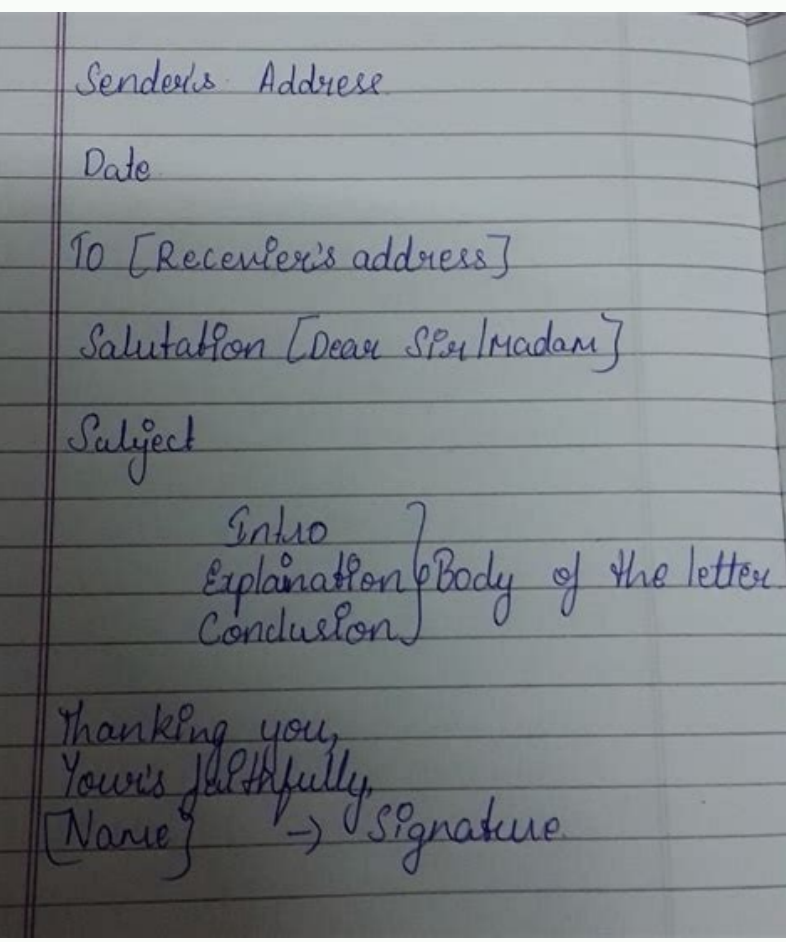 Sender's Address
Date
To [Recevier's address]
Salutation [Dear Sir/Madam]
Subject
Intro
Explanation
Conclusion } Body of the letter
Thanking you,
Your's faithfully,
[Name] → Signature